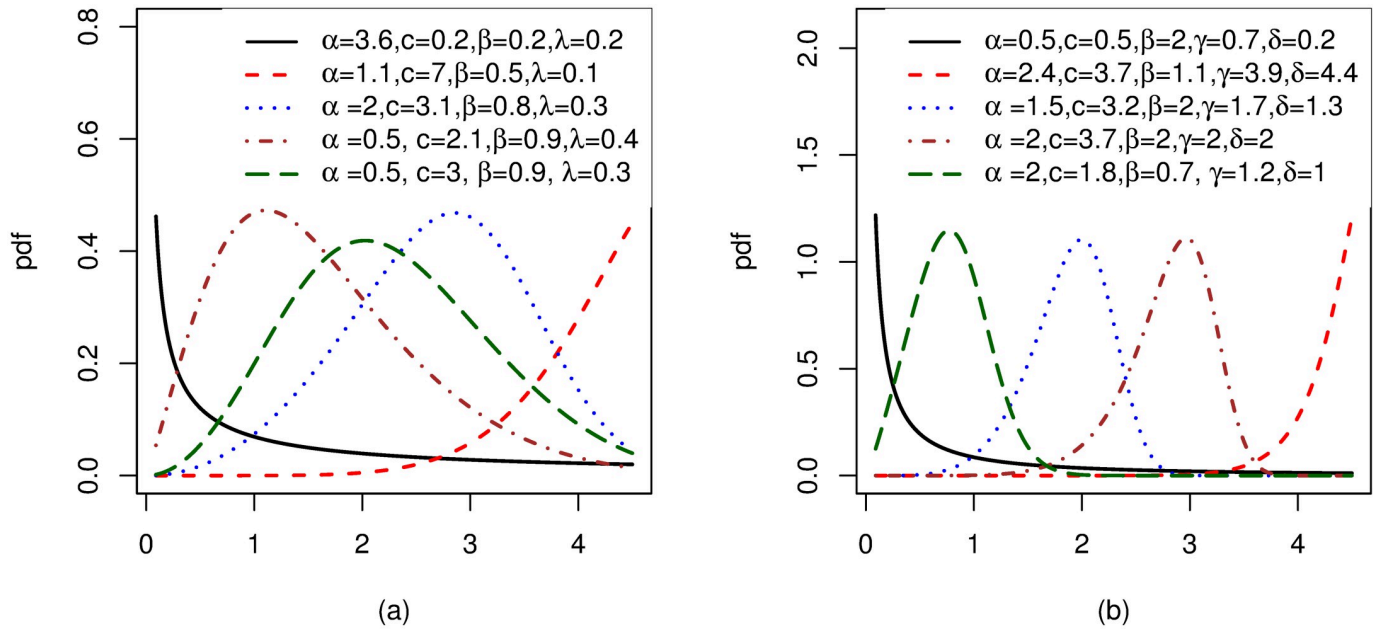 α=3.6,c=0.2,β=0.2,λ=0.2
α=1.1,c=7,β=0.5,λ=0.1
α =2,c=3.1,β=0.8,λ=0.3
α =0.5, c=2.1,β=0.9,λ=0.4
α =0.5, c=3, β=0.9, λ=0.3
pdf
0.0 0.2 0.4 0.6 0.8
0 1 2 3 4
(a)
α=0.5,c=0.5,β=2,γ=0.7,δ=0.2
α=2.4,c=3.7,β=1.1,γ=3.9,δ=4.4
α =1.5,c=3.2,β=2,γ=1.7,δ=1.3
α =2,c=3.7,β=2,γ=2,δ=2
α =2,c=1.8,β=0.7, γ=1.2,δ=1
pdf
0.0 0.5 1.0 1.5 2.0
0 1 2 3 4
(b)